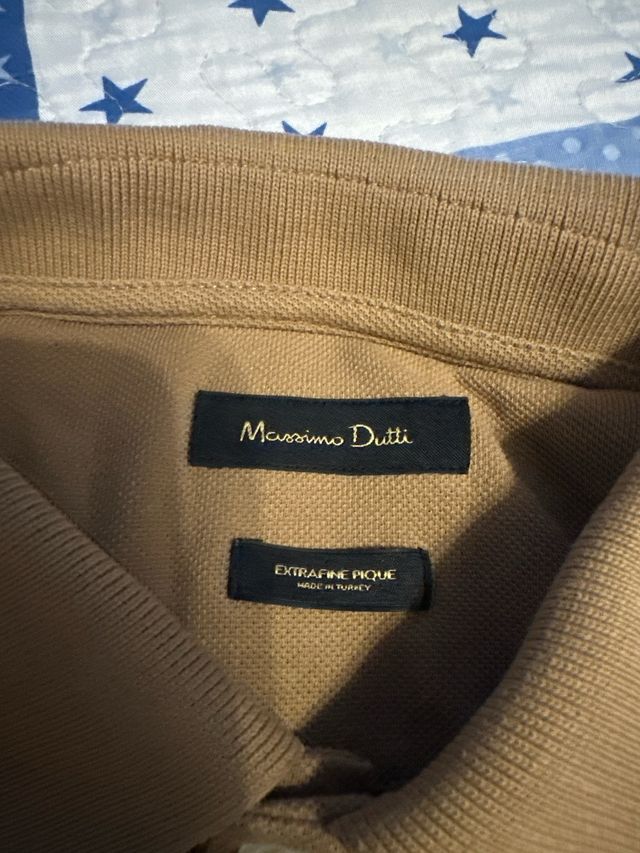 Massimo Dutti
EXTRAFINE PIQUE
MADE IN TURKEY